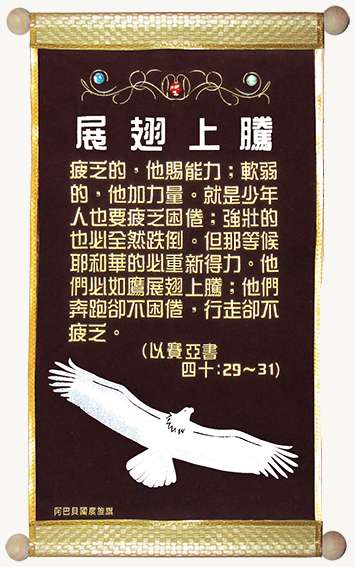 展翅上騰
疲乏的，他賜能力；軟弱
的，他加力量。就是少年
人也要疲乏困倦；強壯的
也必全然跌倒。但那等候
耶和華的必重新得力。他
們必如鷹展翅上騰；他們
奔跑卻不困倦，行走卻不
疲乏。
(以賽亞書
四十：29～31)
阿巴貝國度旌旗